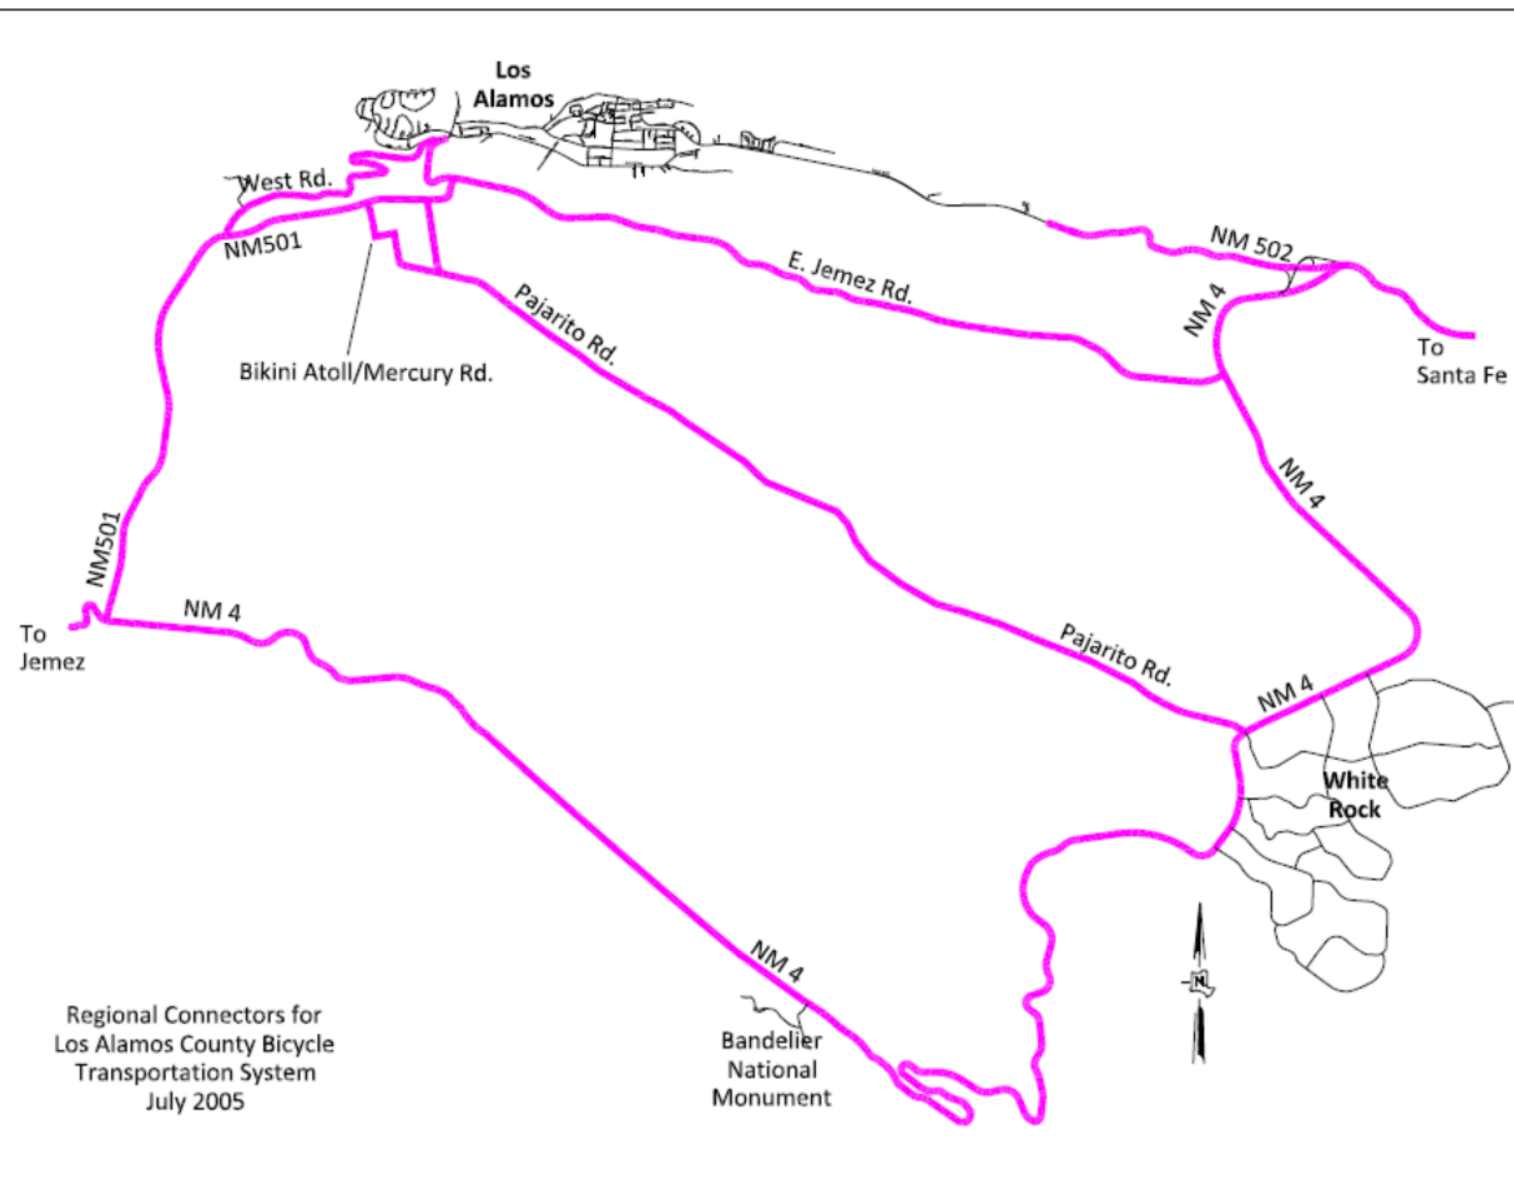 Los
Alamos
West Rd.
NM501
NM 502
E. Jemez Rd.
NM 4
Pajarito Rd.
To
Santa Fe
Bikini Atoll/Mercury Rd.
NM 4
NM501
NM 4
To
Jemez
Pajarito Rd.
NM 4
White
Rock
NM 4
N
Regional Connectors for
Los Alamos County Bicycle
Transportation System
July 2005
Bandelier
National
Monument